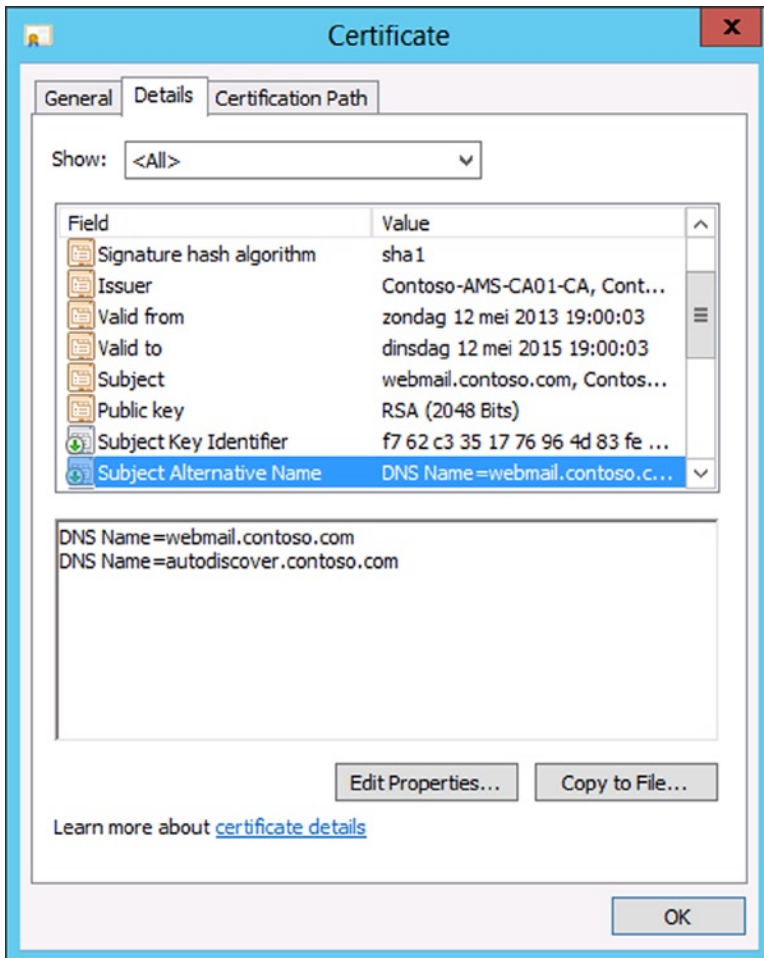 Certificate
General Details Certification Path
Show: <All>
Field Value
Signature hash algorithm sha1
Issuer Contoso-AMS-CA01-CA, Cont...
Valid from zondag 12 mei 2013 19:00:03
Valid to dinsdag 12 mei 2015 19:00:03
Subject webmail.contoso.com, Contos...
Public key RSA (2048 Bits)
Subject Key Identifier f7 62 c3 35 17 76 96 4d 83 fe ...
Subject Alternative Name DNS Name=webmail.contoso.c...
DNS Name=webmail.contoso.com
DNS Name=autodiscover.contoso.com
Edit Properties... Copy to File...
Learn more about certificate details
OK